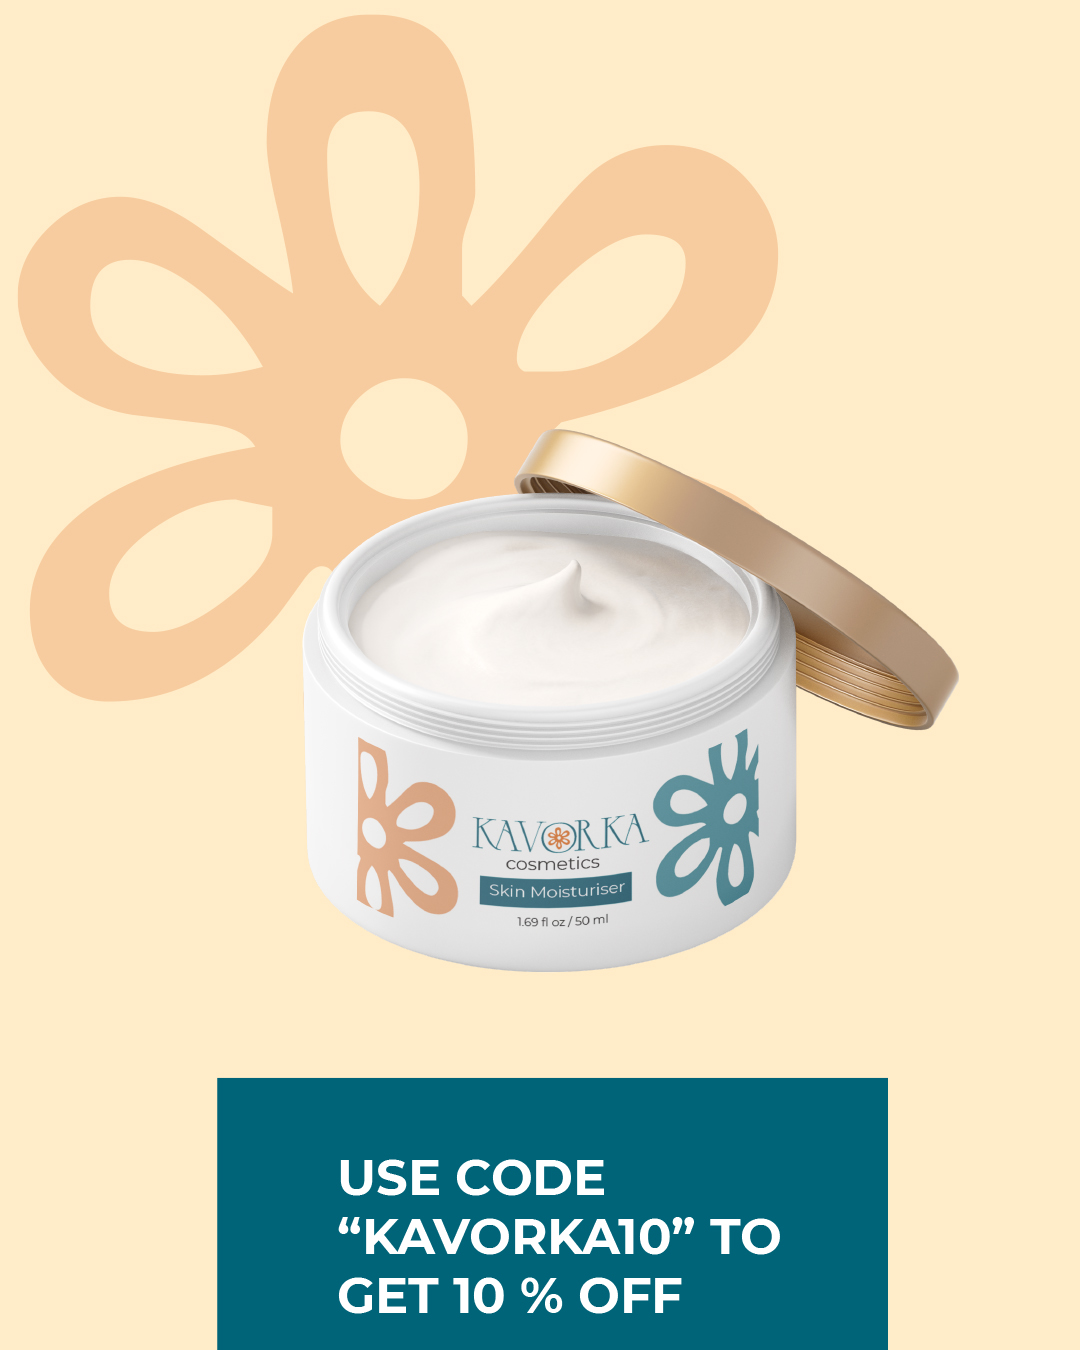 KAVORKA
cosmetics
Skin Moisturiser
1.69 fl oz / 50 ml
USE CODE
“KAVORKA10” TO
GET 10 % OFF